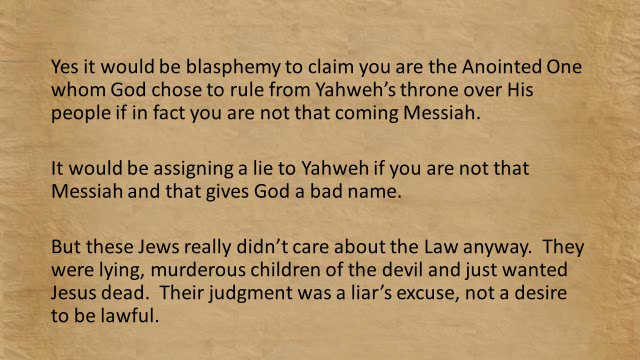 Yes it would be blasphemy to claim you are the Anointed One
whom God chose to rule from Yahweh's throne over His
people if in fact you are not that coming Messiah.
It would be assigning a lie to Yahweh if you are not that
Messiah and that gives God a bad name.
But these Jews really didn't care about the Law anyway.  They
were lying, murderous children of the devil and just wanted
Jesus dead.  Their judgment was a liar's excuse, not a desire
to be lawful.